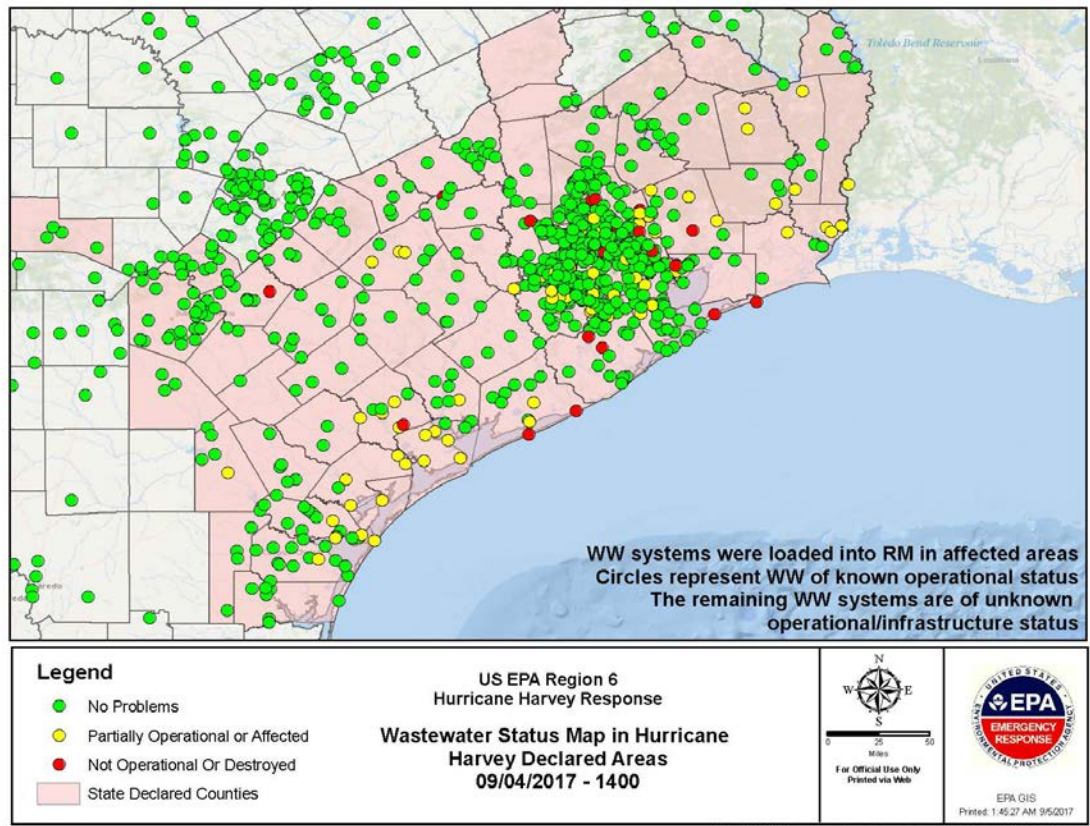 Toledo Bend Reservoir
Louisiana
WW systems were loaded into RM in affected areas
Circles represent WW of known operational status
The remaining WW systems are of unknown
operational/infrastructure status
Legend
No Problems
Partially Operational or Affected
Not Operational Or Destroyed
State Declared Counties
US EPA Region 6
Hurricane Harvey Response
Wastewater Status Map in Hurricane
Harvey Declared Areas
09/04/2017 - 1400
N
W E
S
0 25 50
Miles
For Official Use Only
Printed via Web
UNITED STATES
ENVIRONMENTAL PROTECTION AGENCY
EPA
EMERGENCY
RESPONSE
EPA GIS
Printed: 1:45:27 AM 9/5/2017